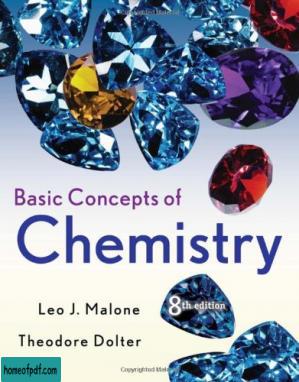 Basic Concepts of
Chemistry
Leo J. Malone
8th edition
Theodore Dolter
homeofpdf.com